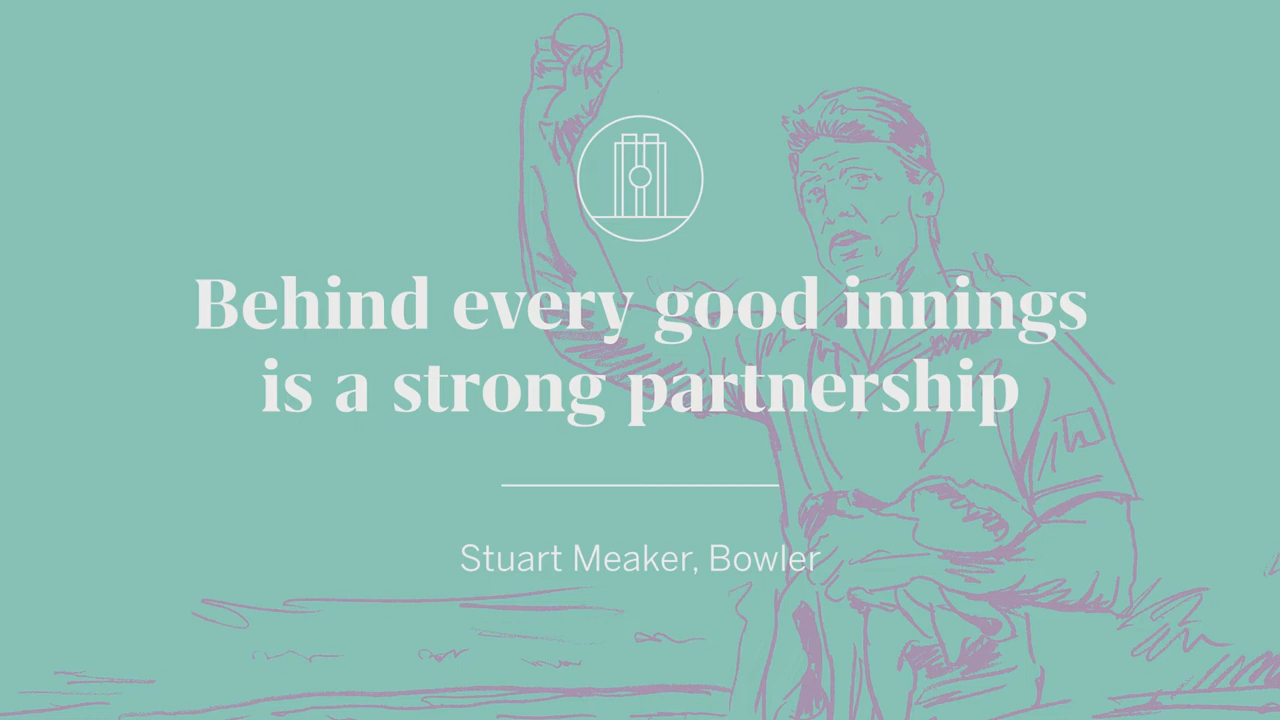 Behind every good innings
is a strong partnership
Stuart Meaker, Bowler